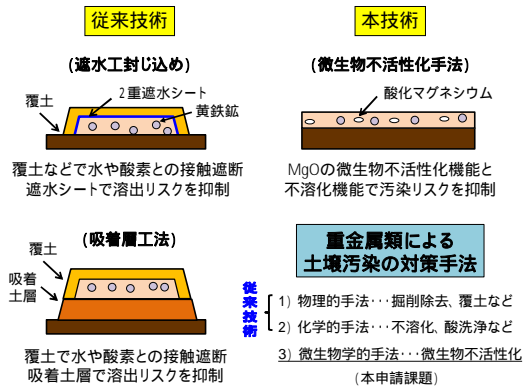 従来技術
(遮水工封じ込め)
2重遮水シート
覆土
黄鉄鉱
覆土などで水や酸素との接触遮断
遮水シートで溶出リスクを抑制
(吸着層工法)
覆土
吸着
土層
覆土で水や酸素との接触遮断
吸着土層で溶出リスクを抑制
本技術
(微生物不活性化手法)
酸化マグネシウム
MgOの微生物不活性化機能と
不溶化機能で汚染リスクを抑制
重金属類による
土壌汚染の対策手法
従来技術
1) 物理的手法･･･掘削除去、覆土など
2) 化学的手法･･･不溶化、酸洗浄など
3) 微生物学的手法･･･微生物不活性化
(本申請課題)